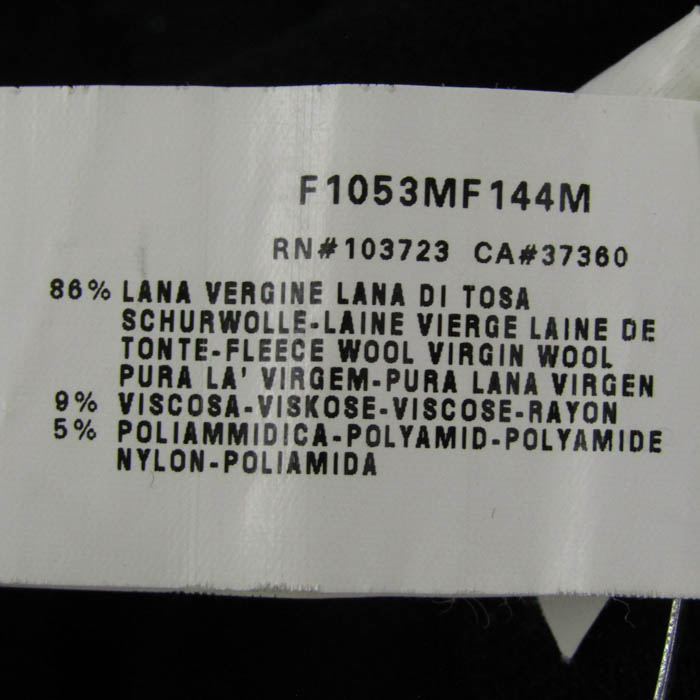 F1053MF144M
RN#103723 CA#37360
86% LANA VERGINE LANA DI TOSA
SCHURWOLLE-LAINE VIERGE LAINE DE
TONTE-FLEECE WOOL VIRGIN WOOL
PURA LA' VIRGEM-PURA LANA VIRGEN
9% VISCOSA-VISKOSE-VISCOSE-RAYON
5% POLIAMMIDICA-POLYAMID-POLYAMIDE
NYLON-POLIAMIDA